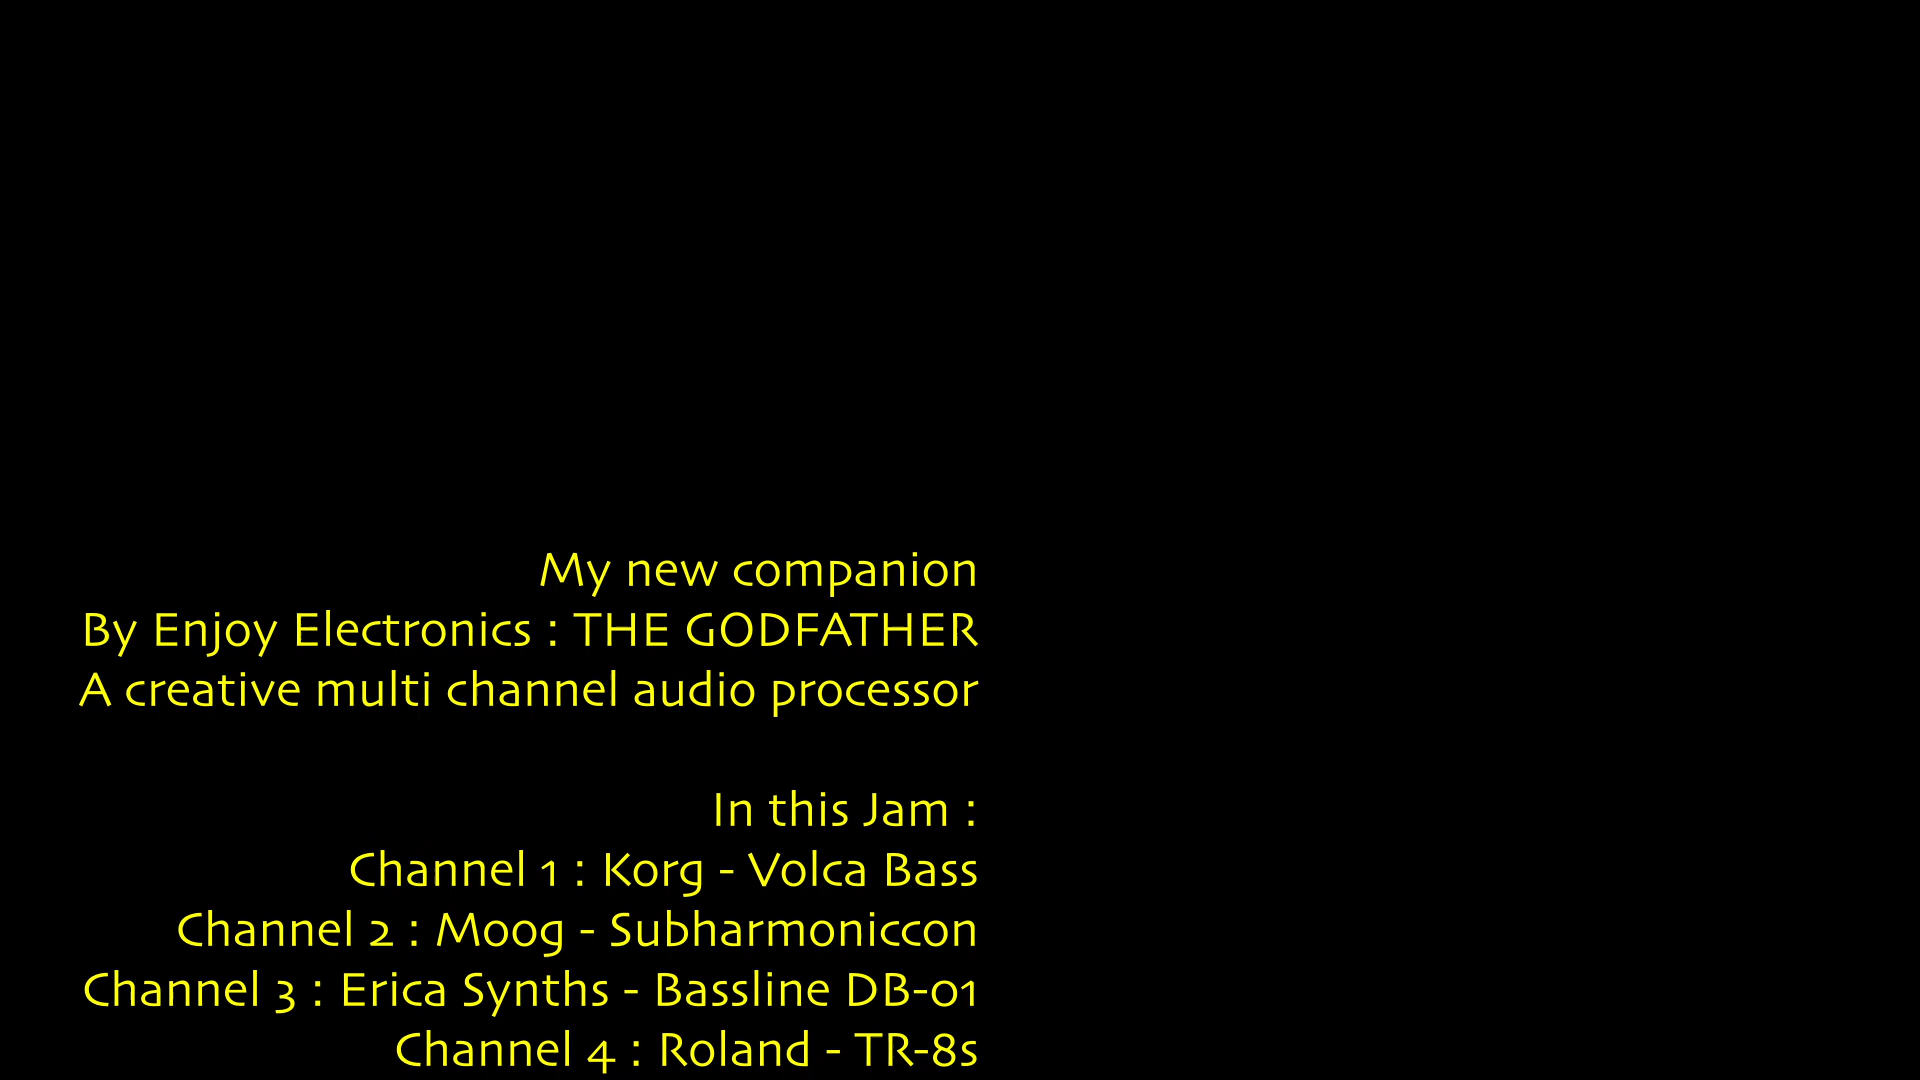 My new companion
By Enjoy Electronics : THE GODFATHER
A creative multi channel audio processor
In this Jam :
Channel 1 : Korg - Volca Bass
Channel 2 : Moog - Subharmoniccon
Channel 3 : Erica Synths - Bassline DB-01
Channel 4 : Roland - TR-8s